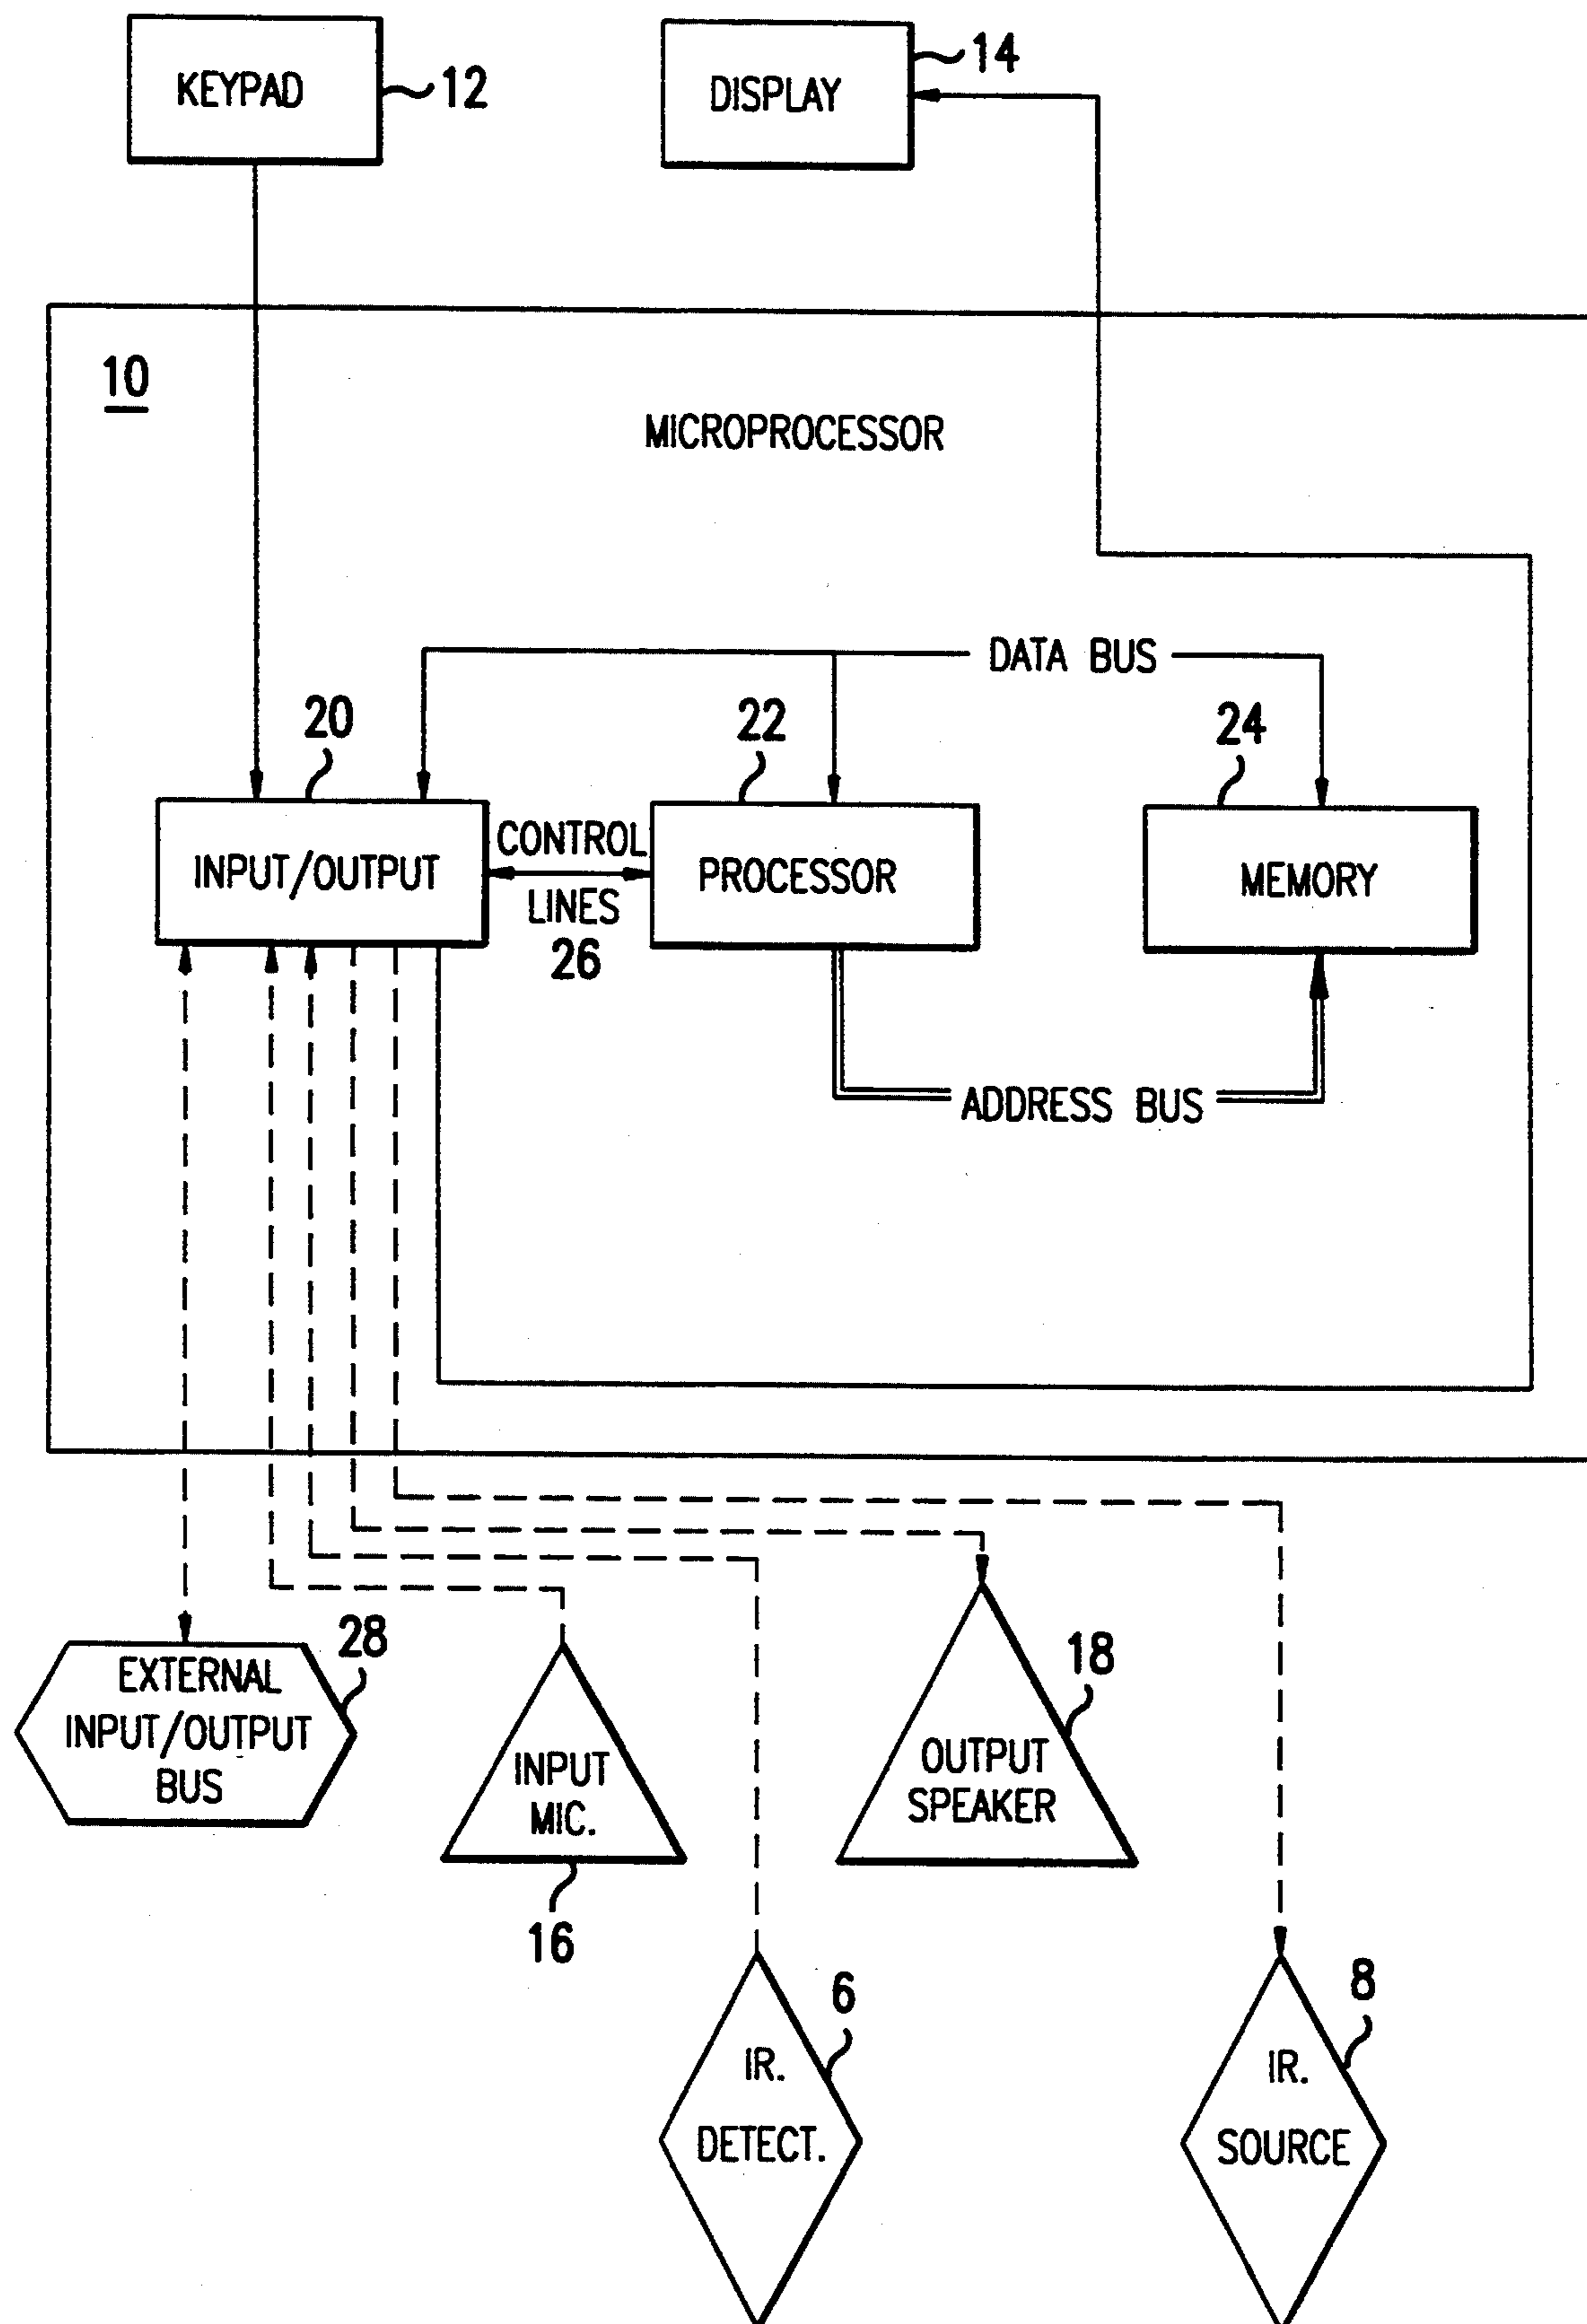 KEYPAD
12
DISPLAY
14
10
MICROPROCESSOR
DATA BUS
20
22
24
INPUT/OUTPUT
CONTROL
LINES
26
PROCESSOR
MEMORY
ADDRESS BUS
28
EXTERNAL
INPUT/OUTPUT
BUS
INPUT
MIC.
16
18
OUTPUT
SPEAKER
6
IR.
DETECT.
8
IR.
SOURCE